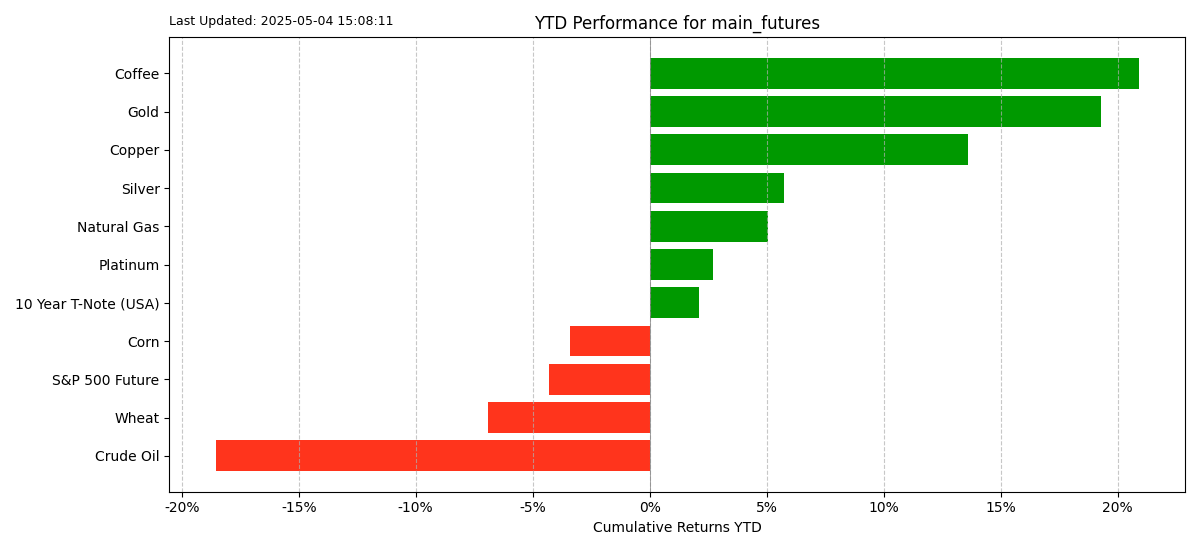 Last Updated: 2025-05-04 15:08:11
YTD Performance for main_futures
Coffee
Gold
Copper
Silver
Natural Gas
Platinum
10 Year T-Note (USA)
Corn
S&P 500 Future
Wheat
Crude Oil
-20% -15% -10% -5% 0% 5% 10% 15% 20%
Cumulative Returns YTD